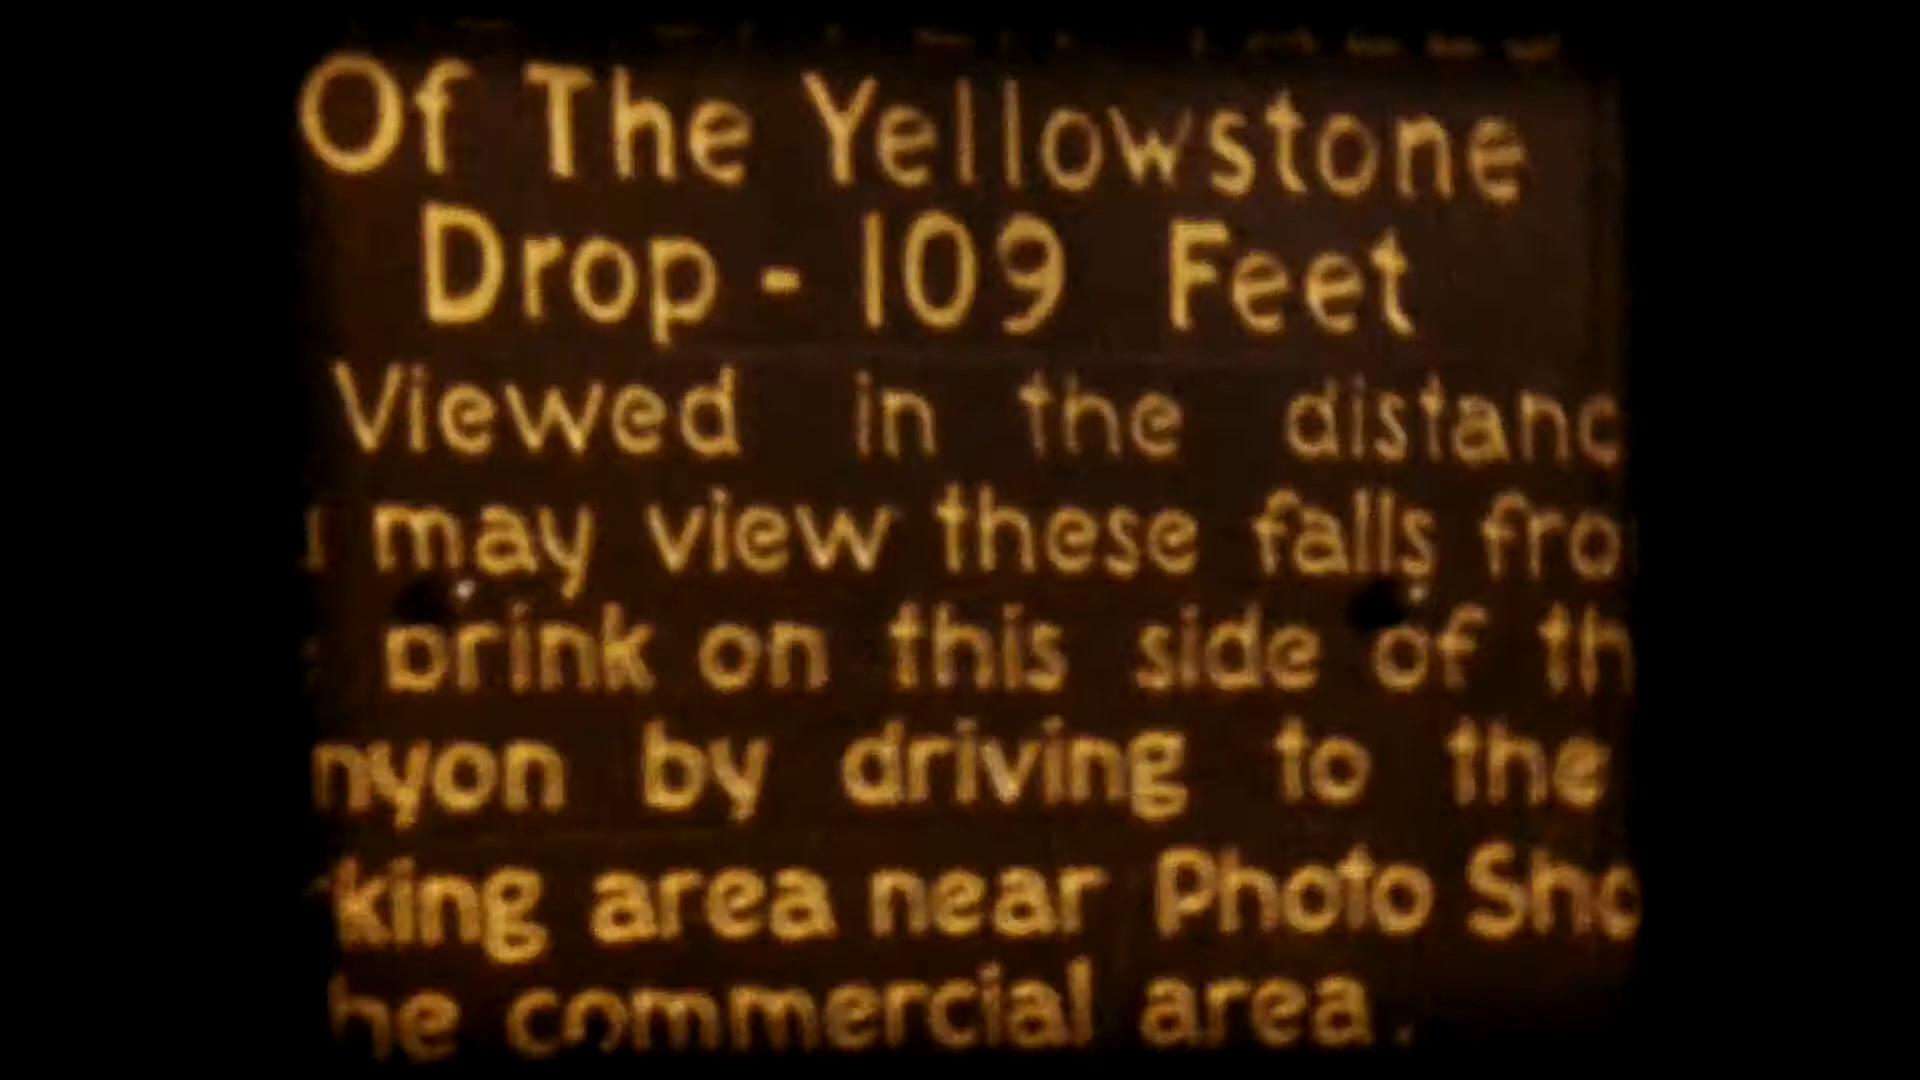 Of The Yellowstone
Drop - 109 Feet
Viewed in the distanc
may view these falls fro
brink on this side of th
nyon by driving to the
king area near Photo Sho
he commercial area.